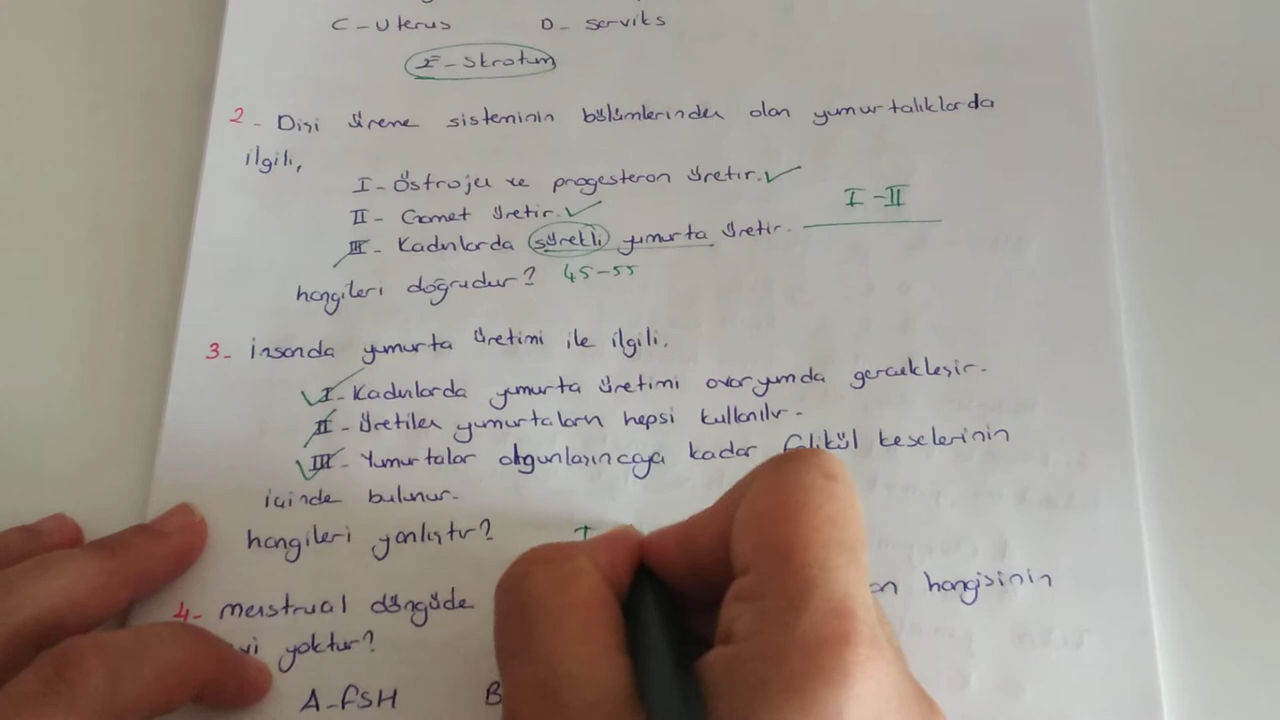 C-Uterus D- Serviks
E-Skrotum
2- Dişi üreme sisteminin bölümlerinden olan yumurtalıklarda
ilgili,
I- Östrojen ve progesteron üretir. ✓
II- Gamet üretir. ✓ I-II
III- Kadınlarda sürekli yumurta üretir.
hangileri doğrudur? 45-55
3- İnsanda yumurta üretimi ile ilgili.
I- Kadınlarda yumurta üretimi ovaryumda gerçekleşir.
II- Üretilen yumurtaların hepsi kullanılır.
III- Yumurtalar olgunlaşıncaya kadar folikül keselerinin
içinde bulunur.
hangileri yanlıştır? I
4- menstrual döngüde hangisinin
yoktur?
A-FSH B